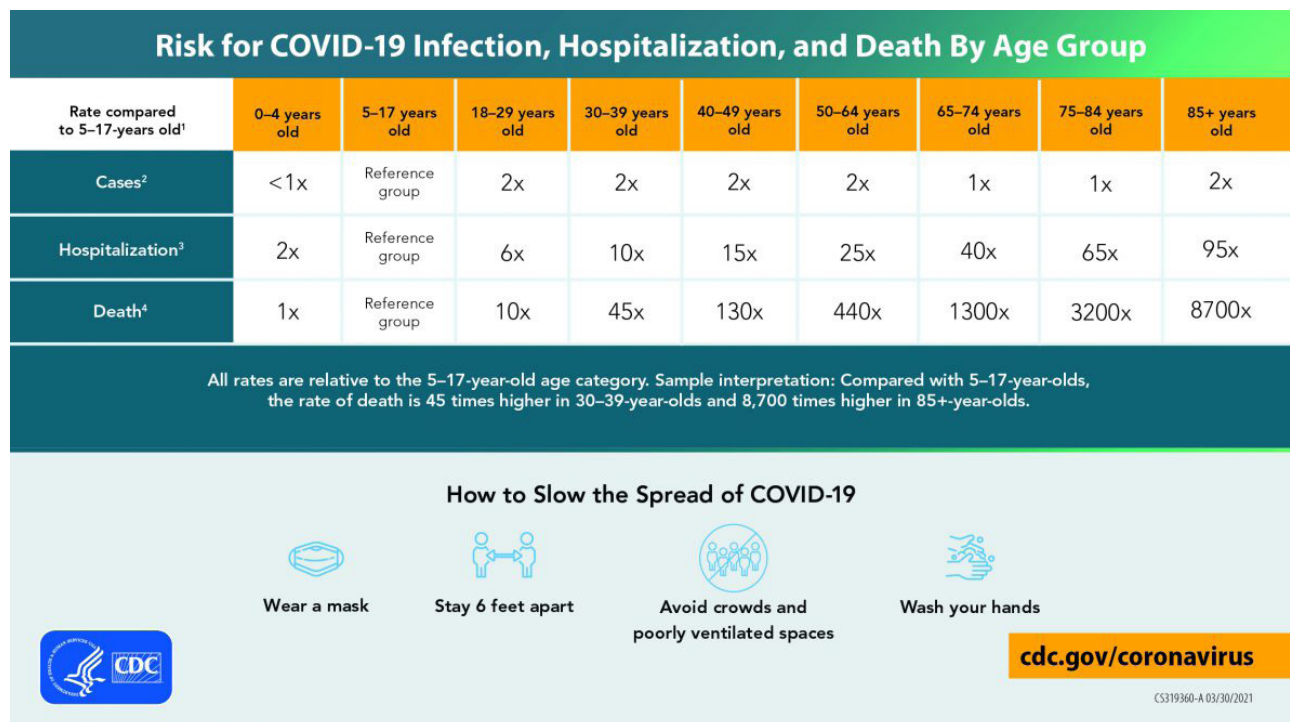 Risk for COVID-19 Infection, Hospitalization, and Death By Age Group
Rate compared
to 5–17-years old¹
0–4 years
old
5–17 years
old
18–29 years
old
30–39 years
old
40–49 years
old
50–64 years
old
65–74 years
old
75–84 years
old
85+ years
old
Cases²
<1x
Reference
group
2x
2x
2x
2x
1x
1x
2x
Hospitalization³
2x
Reference
group
6x
10x
15x
25x
40x
65x
95x
Death⁴
1x
Reference
group
10x
45x
130x
440x
1300x
3200x
8700x
All rates are relative to the 5–17-year-old age category. Sample interpretation: Compared with 5–17-year-olds,
the rate of death is 45 times higher in 30–39-year-olds and 8,700 times higher in 85+-year-olds.
How to Slow the Spread of COVID-19
Wear a mask
Stay 6 feet apart
Avoid crowds and
poorly ventilated spaces
Wash your hands
CDC
cdc.gov/coronavirus
CS319360-A 03/30/2021